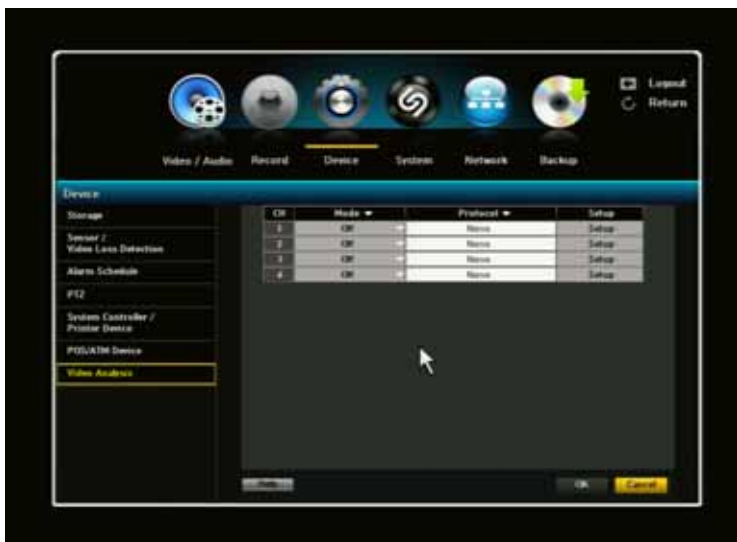 Logout
Return
Video / Audio Record Device System Network Backup
Device
Storage
Sensor /
Video Loss Detection
Alarm Schedule
PTZ
System Controller /
Printer Device
POS/ATM Device
Video Analysis
CH Mode Protocol Setup
1 Off None Setup
2 Off None Setup
3 Off None Setup
4 Off None Setup
OK Cancel